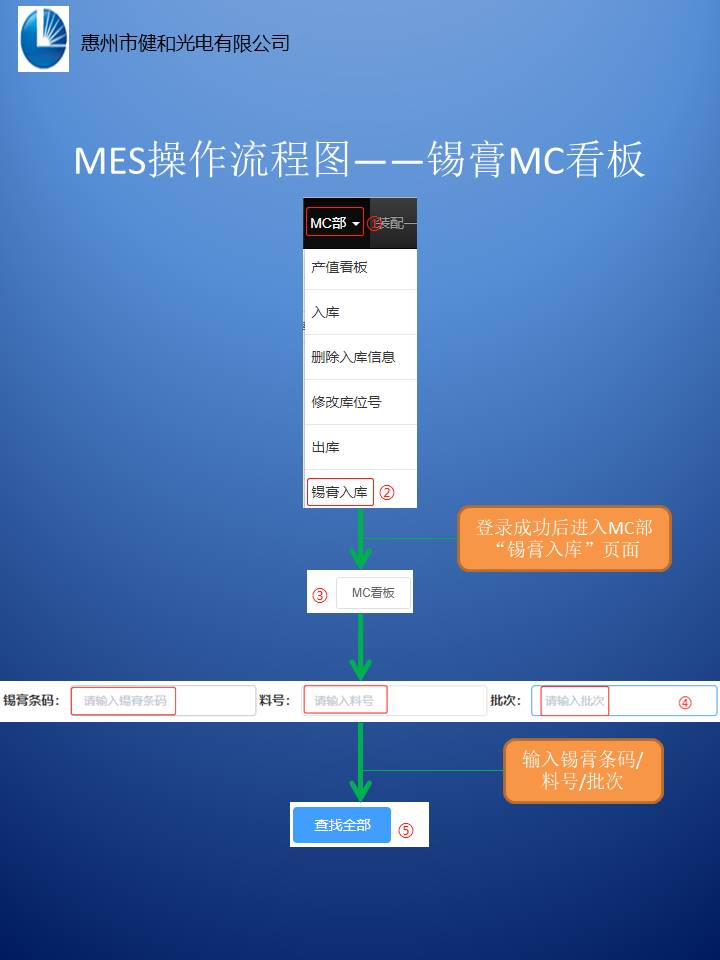 惠州市健和光电有限公司
MES操作流程图——锡膏MC看板
MC部 ①装配一
产值看板
入库
删除入库信息
修改库位号
出库
锡膏入库 ②
登录成功后进入MC部
“锡膏入库”页面
③ MC看板
锡膏条码: 请输入锡膏条码 料号: 请输入料号 批次: 请输入批次 ④
输入锡膏条码/
料号/批次
查找全部 ⑤